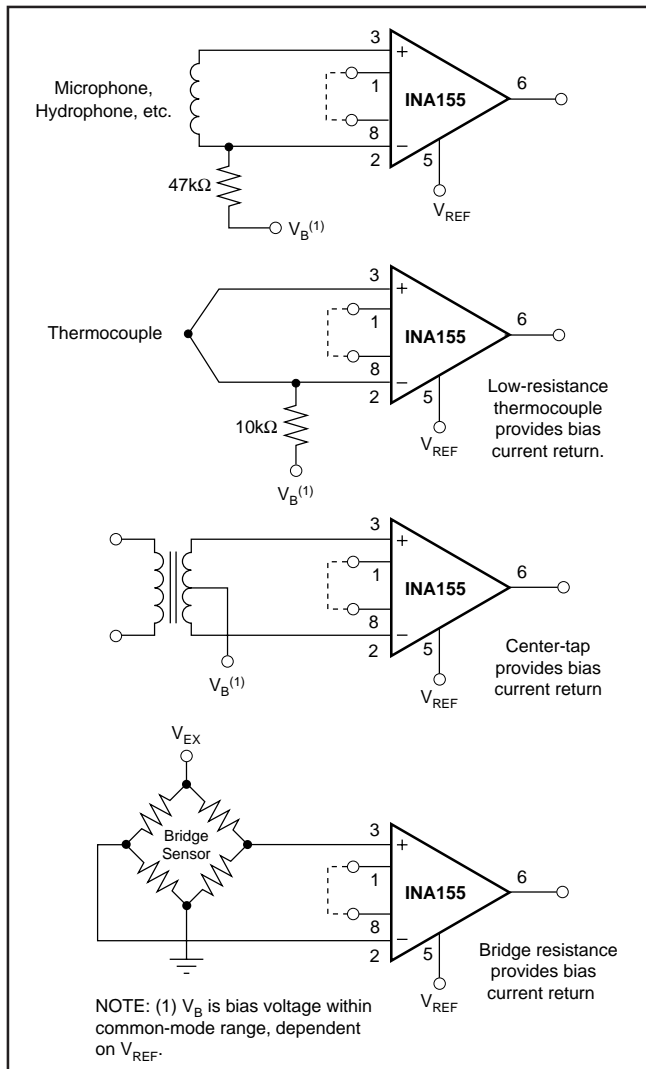 3
+
Microphone,
Hydrophone, etc.
1
INA155
6
8
2
−
5
47kΩ
V_B(1)
V_REF
3
+
Thermocouple
1
INA155
6
8
2
−
5
10kΩ
V_B(1)
V_REF
Low-resistance
thermocouple
provides bias
current return.
3
+
1
INA155
6
8
2
−
5
V_B(1)
V_REF
Center-tap
provides bias
current return
V_EX
Bridge
Sensor
3
+
1
INA155
6
8
2
−
5
V_REF
Bridge resistance
provides bias
current return
NOTE: (1) V_B is bias voltage within
common-mode range, dependent
on V_REF.